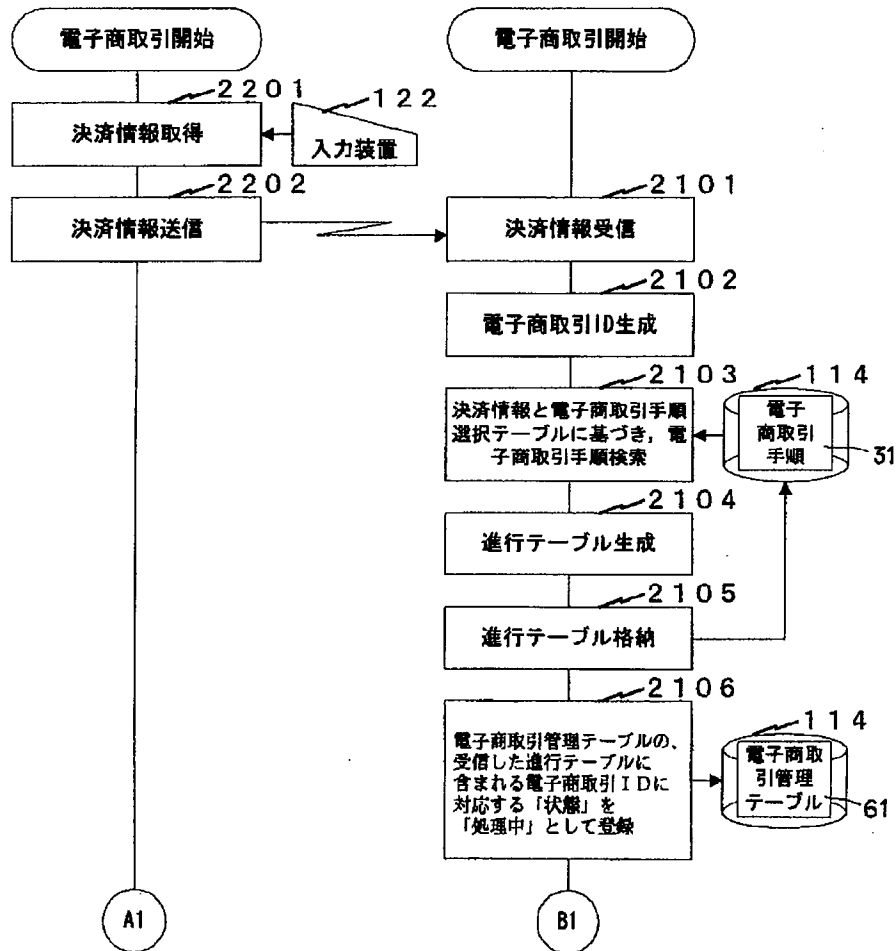 電子商取引開始
電子商取引開始
2201
122
決済情報取得
入力装置
2202
決済情報送信
2101
決済情報受信
2102
電子商取引ID生成
2103
114
決済情報と電子商取引手順
選択テーブルに基づき，電
子商取引手順検索
電子
商取引
手順
31
2104
進行テーブル生成
2105
進行テーブル格納
2106
電子商取引管理テーブルの、
受信した進行テーブルに
含まれる電子商取引ＩＤに
対応する「状態」を
「処理中」として登録
114
電子商取
引管理
テーブル
61
A1
B1